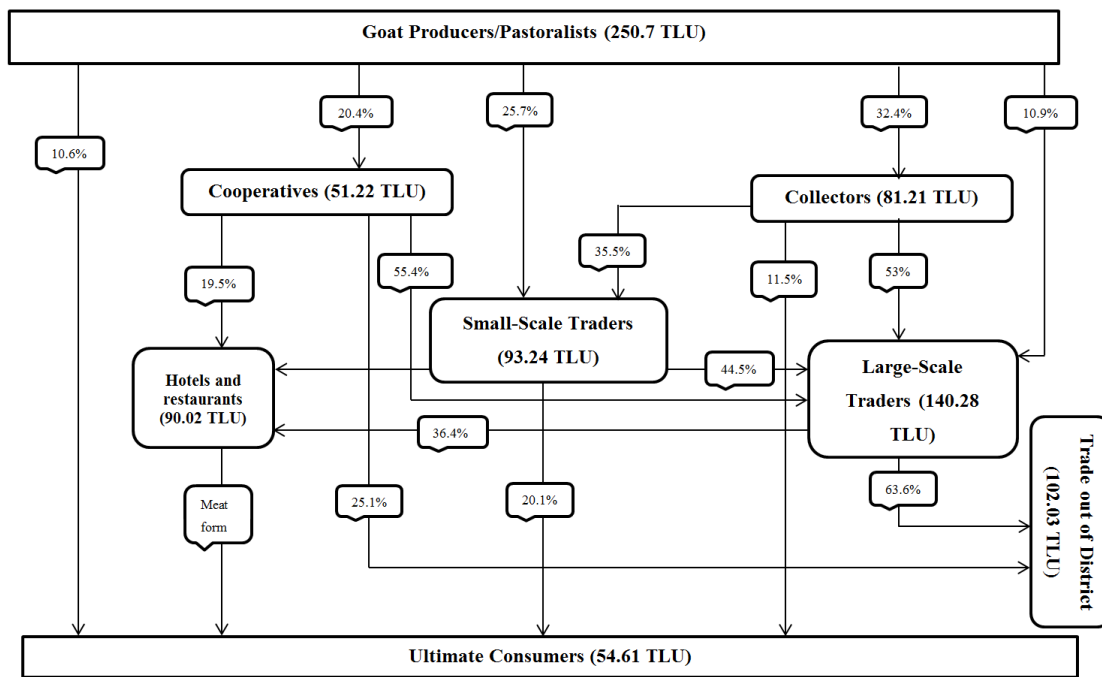 Goat Producers/Pastoralists (250.7 TLU)
20.4%
25.7%
32.4%
10.9%
10.6%
Cooperatives (51.22 TLU)
Collectors (81.21 TLU)
35.5%
55.4%
11.5%
53%
19.5%
Small-Scale Traders
(93.24 TLU)
Hotels and
restaurants
(90.02 TLU)
44.5%
Large-Scale
Traders (140.28
TLU)
36.4%
Meat
form
25.1%
20.1%
63.6%
Trade out of District
(102.03 TLU)
Ultimate Consumers (54.61 TLU)